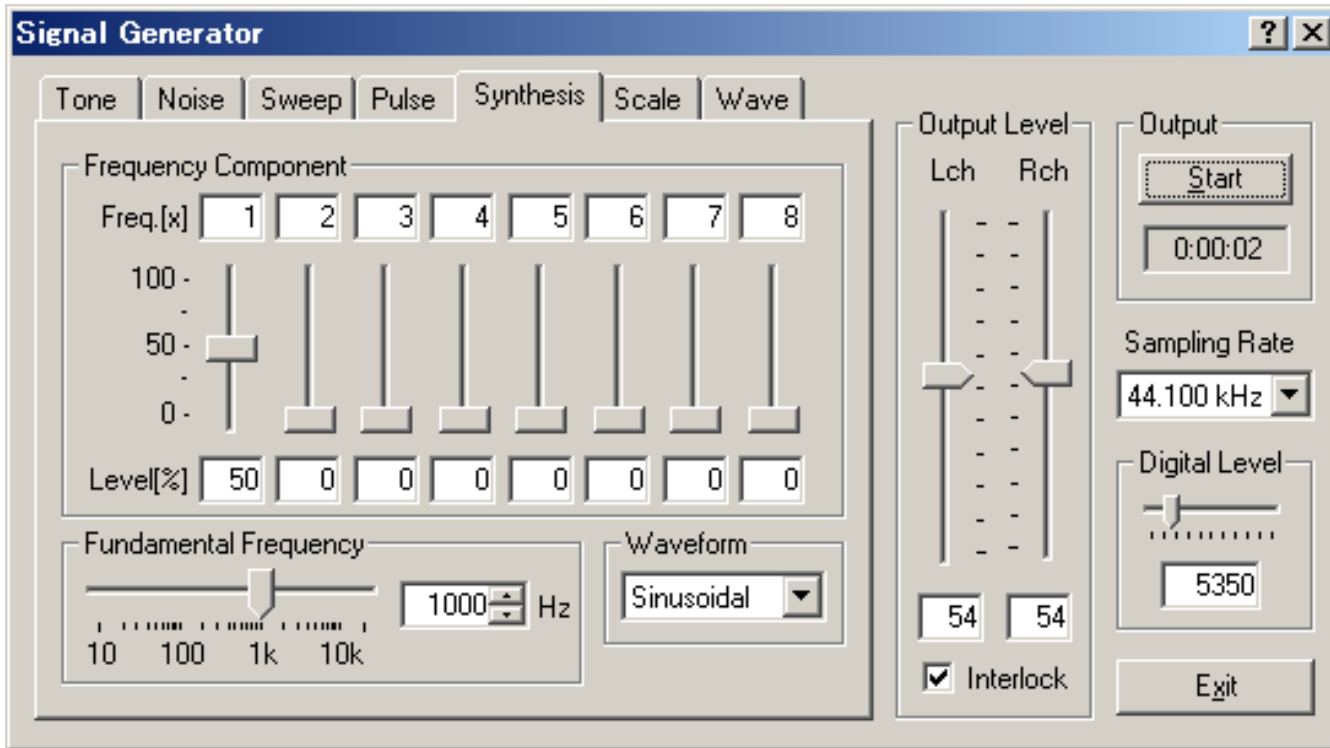 Signal Generator
Tone Noise Sweep Pulse Synthesis Scale Wave
Frequency Component
Freq.[x] 1 2 3 4 5 6 7 8
100 -
-
50 -
-
0 -
Level[%] 50 0 0 0 0 0 0 0
Fundamental Frequency
1000 Hz
10 100 1k 10k
Waveform
Sinusoidal
Output Level
Lch Rch
54 54
Interlock
Output
Start
0:00:02
Sampling Rate
44.100 kHz
Digital Level
5350
Exit